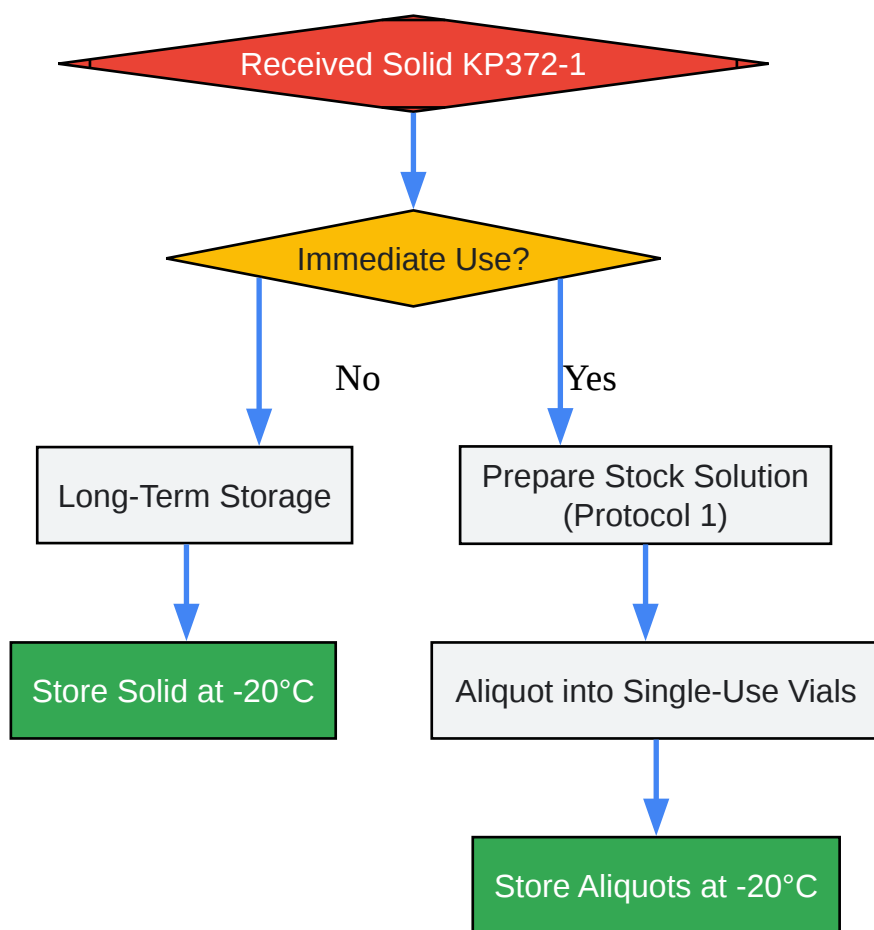 Received Solid KP372-1
Immediate Use?
No
Yes
Long-Term Storage
Prepare Stock Solution
(Protocol 1)
Store Solid at -20°C
Aliquot into Single-Use Vials
Store Aliquots at -20°C